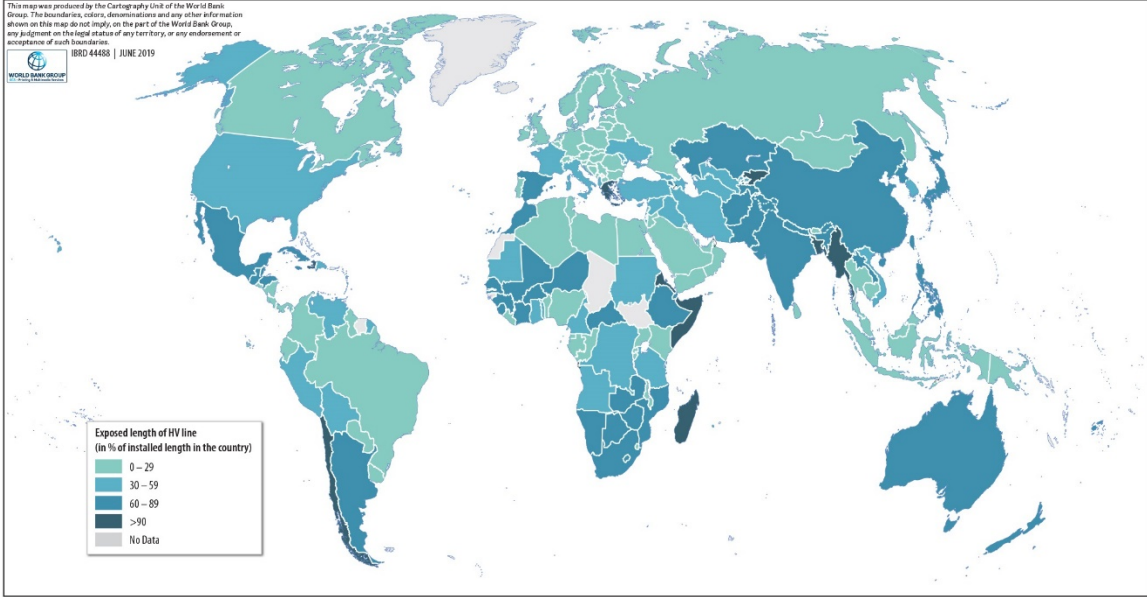 This map was produced by the Cartography Unit of the World Bank
Group. The boundaries, colors, denominations and any other information
shown on this map do not imply, on the part of the World Bank Group,
any judgment on the legal status of any territory, or any endorsement or
acceptance of such boundaries.
IBRD 44488 | JUNE 2019
WORLD BANK GROUP
Exposed length of HV line
(in % of installed length in the country)
0 – 29
30 – 59
60 – 89
>90
No Data